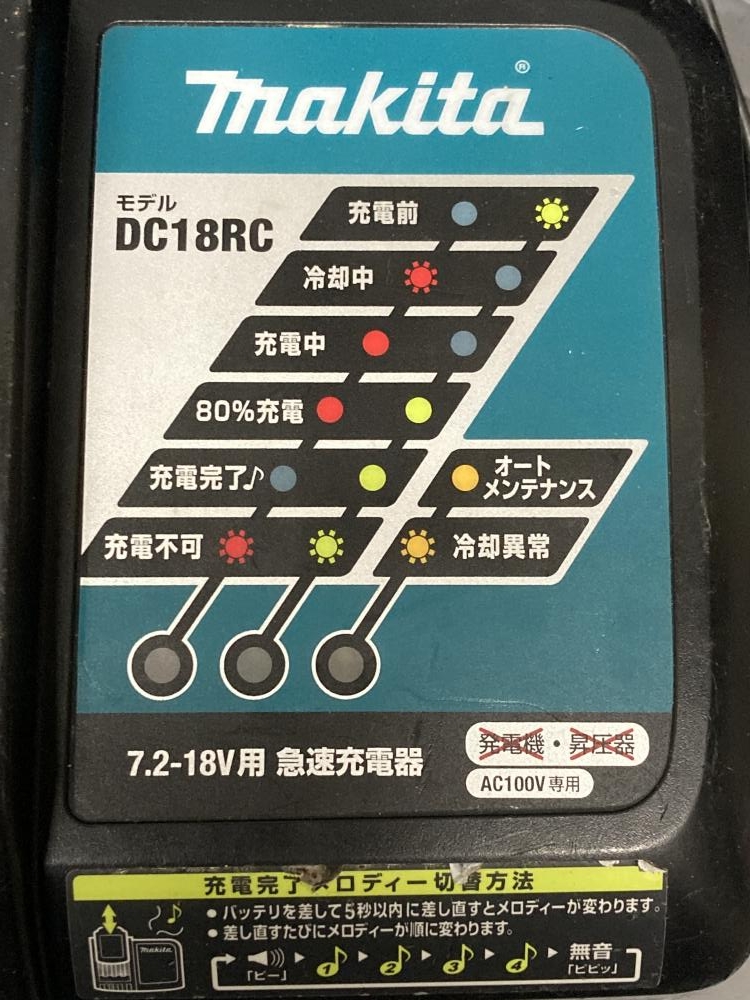 makita®
モデル
DC18RC
充電前
冷却中
充電中
80%充電
充電完了♪
オート
メンテナンス
充電不可
冷却異常
7.2-18V用 急速充電器
発電機・昇圧器
AC100V専用
充電完了メロディー切替方法
● バッテリを差して5秒以内に差し直すとメロディーが変わります。
● 差し直すたびにメロディーが順に変わります。
makita
1 2 3 4 無音
「ピー」 「ピピッ」